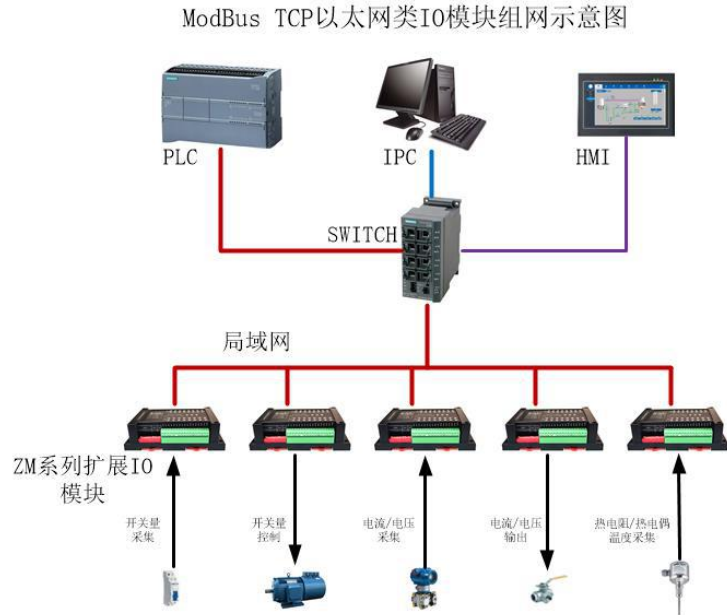 ModBus TCP以太网类IO模块组网示意图
PLC
IPC
HMI
SWITCH
局域网
ZM系列扩展IO
模块
开关量
采集
开关量
控制
电流/电压
采集
电流/电压
输出
热电阻/热电偶
温度采集